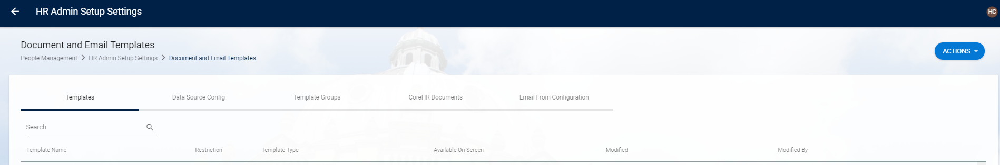 HR Admin Setup Settings
HC
Document and Email Templates
People Management > HR Admin Setup Settings > Document and Email Templates
ACTIONS
Templates Data Source Config Template Groups CoreHR Documents Email From Configuration
Search
Template Name Restriction Template Type Available On Screen Modified Modified By